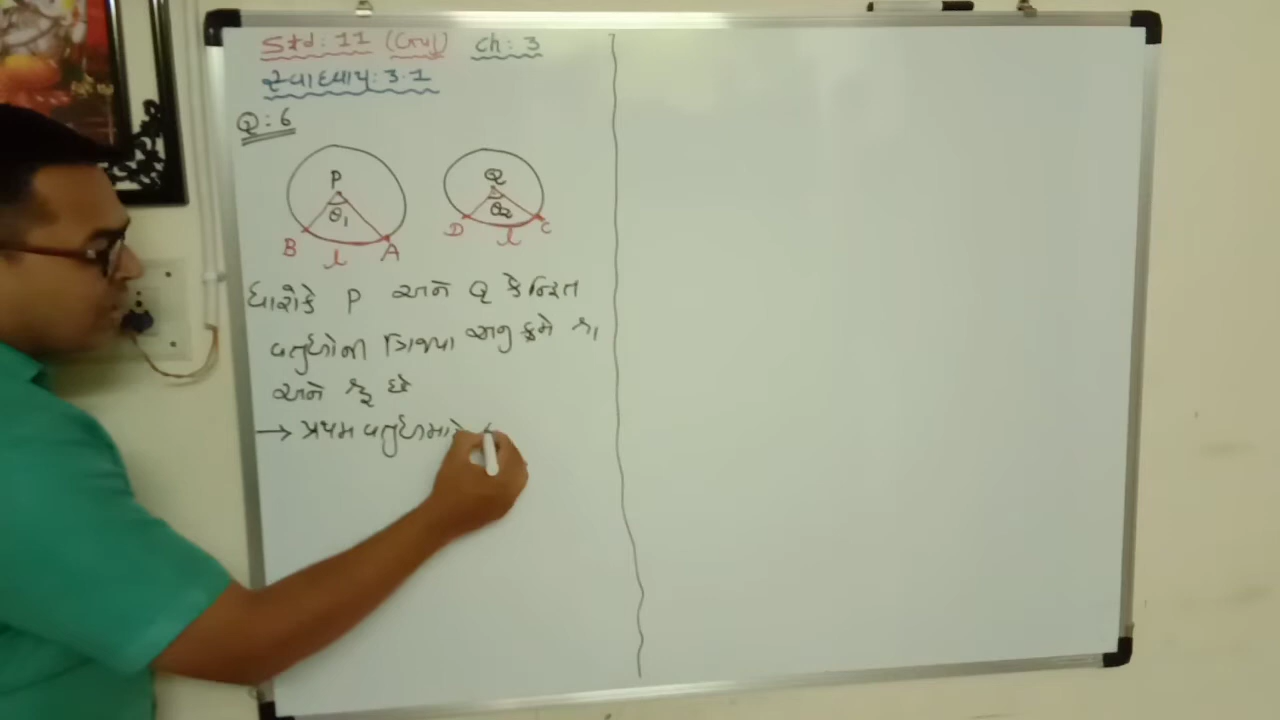 Std: 11 (Guj) Ch: 3
સ્વાધ્યાય: 3.1
Q: 6
P Q
θ₁ θ₂
B l A D l C
ધારોકે P અને Q કેન્દ્રિત
વર્તુળોની ત્રિજ્યા અનુક્રમે r₁
અને r₂ છે
→ પ્રથમ વર્તુળમાટે